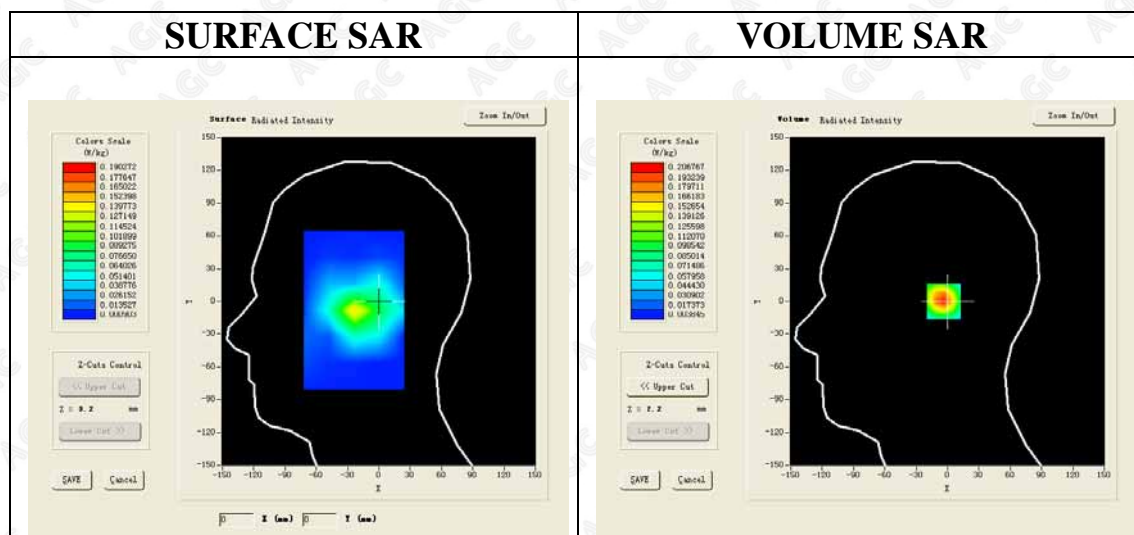 SURFACE SAR
VOLUME SAR
Surface Radiated Intensity
Zoom In/Out
Colors Scale
(W/kg)
0.190272
0.177647
0.165022
0.152398
0.139773
0.127149
0.114524
0.101899
0.089275
0.076650
0.064026
0.051401
0.038776
0.026152
0.013527
150
120
90
60
30
0
-30
-60
-90
-120
-150
Y
-150 -120 -90 -60 -30 0 30 60 90 120 150
X
Z-Cuts Control
<< Upper Cut
mm
Lower Cut >>
SAVE
Cancel
0 X (mm) 0 Y (mm)
Volume Radiated Intensity
Zoom In/Out
Colors Scale
(W/kg)
0.206767
0.193239
0.179711
0.166183
0.152654
0.139126
0.125598
0.112070
0.098542
0.085014
0.071486
0.057958
0.044430
0.030902
0.017373
0.003845
150
120
90
60
30
0
-30
-60
-90
-120
-150
Y
-150 -120 -90 -60 -30 0 30 60 90 120 150
X
Z-Cuts Control
<< Upper Cut
mm
Lower Cut >>
SAVE
Cancel
AGC